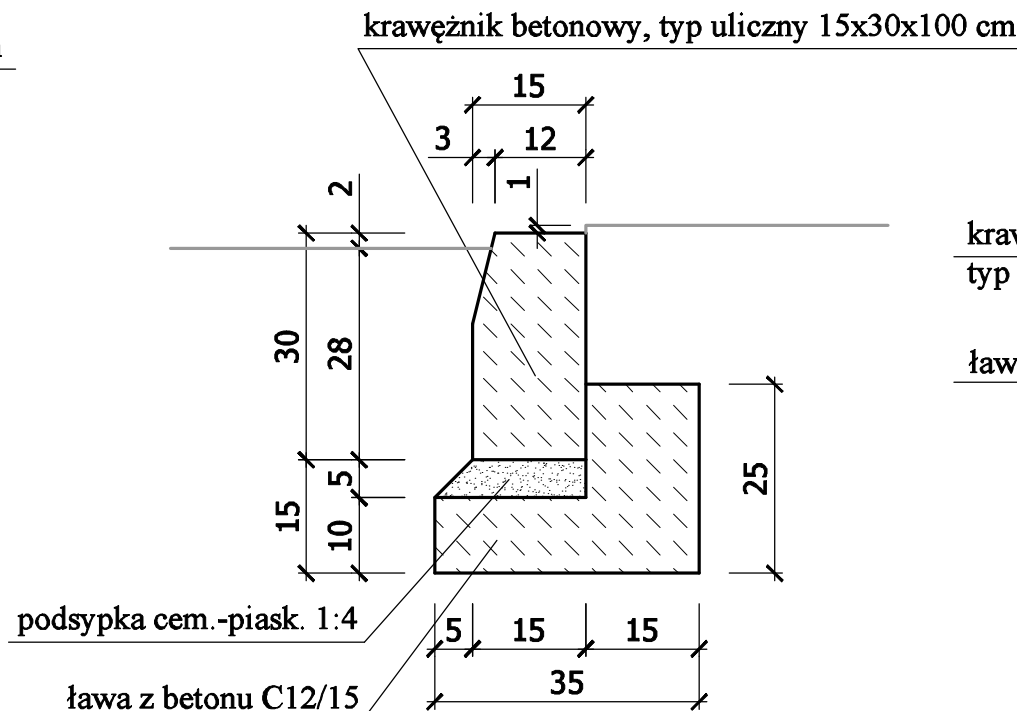 krawężnik betonowy, typ uliczny 15x30x100 cm
15
3 12
1
2
30 28
15 5
10
25
podsypka cem.-piask. 1:4
ława z betonu C12/15
5 15 15
35
typ